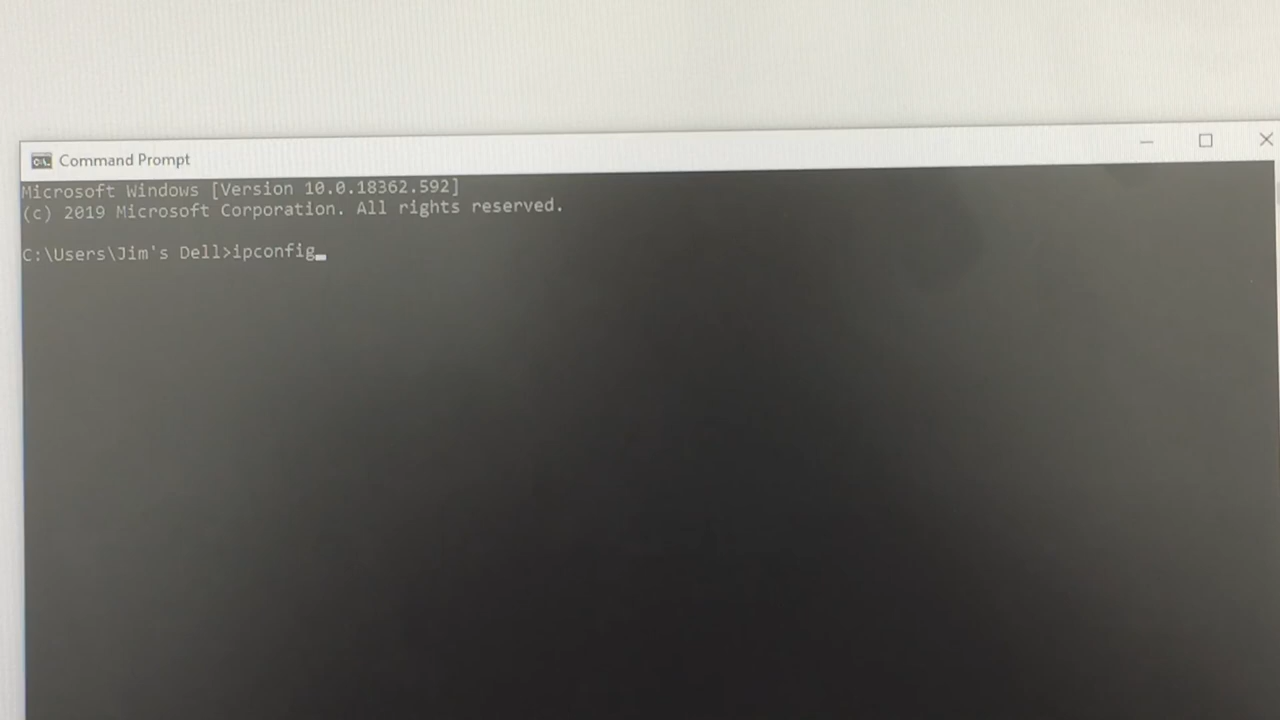 Command Prompt
Microsoft Windows [Version 10.0.18362.592]
(c) 2019 Microsoft Corporation. All rights reserved.
C:\Users\Jim's Dell>ipconfig